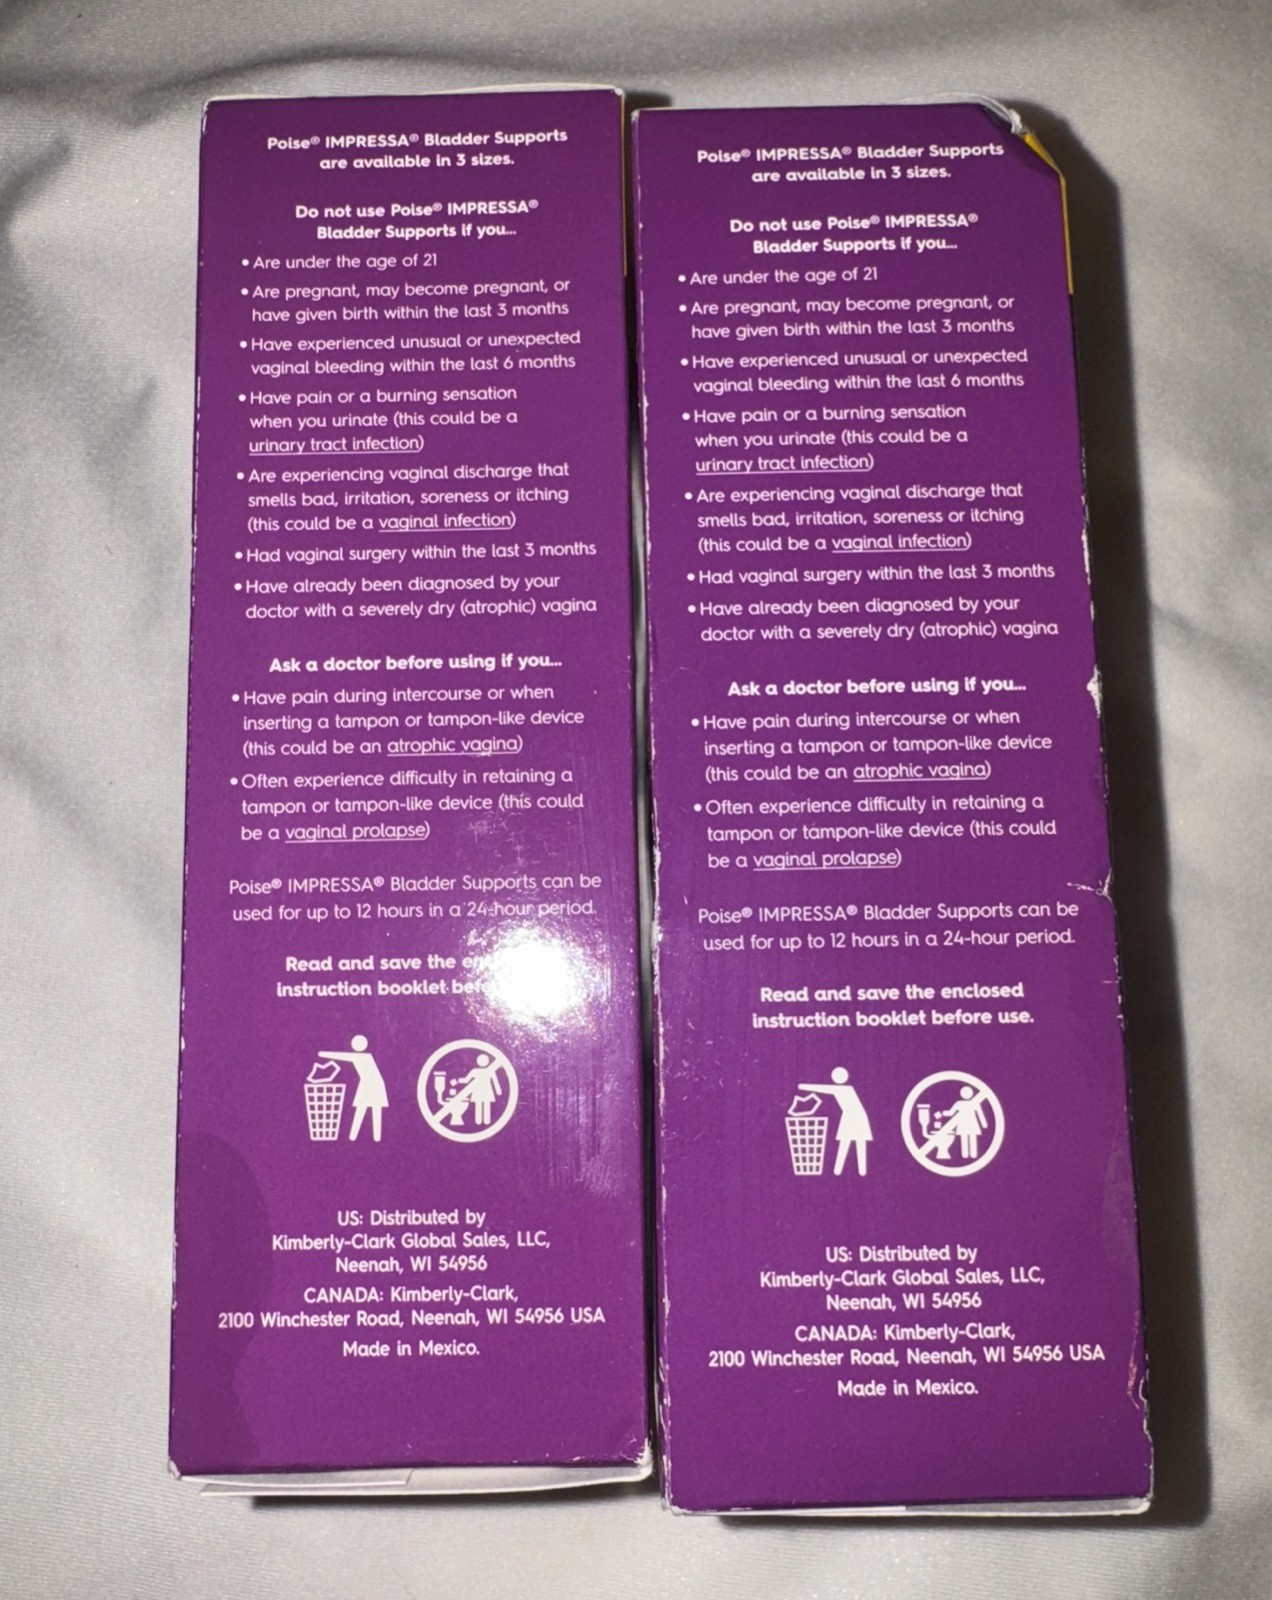 Poise® IMPRESSA® Bladder Supports
are available in 3 sizes.
Do not use Poise® IMPRESSA®
Bladder Supports if you...
• Are under the age of 21
• Are pregnant, may become pregnant, or
have given birth within the last 3 months
• Have experienced unusual or unexpected
vaginal bleeding within the last 6 months
• Have pain or a burning sensation
when you urinate (this could be a
urinary tract infection)
• Are experiencing vaginal discharge that
smells bad, irritation, soreness or itching
(this could be a vaginal infection)
• Had vaginal surgery within the last 3 months
• Have already been diagnosed by your
doctor with a severely dry (atrophic) vagina
Ask a doctor before using if you...
• Have pain during intercourse or when
inserting a tampon or tampon-like device
(this could be an atrophic vagina)
• Often experience difficulty in retaining a
tampon or tampon-like device (this could
be a vaginal prolapse)
Poise® IMPRESSA® Bladder Supports can be
used for up to 12 hours in a 24-hour period.
Read and save the
instruction booklet
US: Distributed by
Kimberly-Clark Global Sales, LLC,
Neenah, WI 54956
CANADA: Kimberly-Clark,
2100 Winchester Road, Neenah, WI 54956 USA
Made in Mexico.
Poise® IMPRESSA® Bladder Supports
are available in 3 sizes.
Do not use Poise® IMPRESSA®
Bladder Supports if you...
• Are under the age of 21
• Are pregnant, may become pregnant, or
have given birth within the last 3 months
• Have experienced unusual or unexpected
vaginal bleeding within the last 6 months
• Have pain or a burning sensation
when you urinate (this could be a
urinary tract infection)
• Are experiencing vaginal discharge that
smells bad, irritation, soreness or itching
(this could be a vaginal infection)
• Had vaginal surgery within the last 3 months
• Have already been diagnosed by your
doctor with a severely dry (atrophic) vagina
Ask a doctor before using if you...
• Have pain during intercourse or when
inserting a tampon or tampon-like device
(this could be an atrophic vagina)
• Often experience difficulty in retaining a
tampon or tampon-like device (this could
be a vaginal prolapse)
Poise® IMPRESSA® Bladder Supports can be
used for up to 12 hours in a 24-hour period.
Read and save the enclosed
instruction booklet before use.
US: Distributed by
Kimberly-Clark Global Sales, LLC,
Neenah, WI 54956
CANADA: Kimberly-Clark,
2100 Winchester Road, Neenah, WI 54956 USA
Made in Mexico.